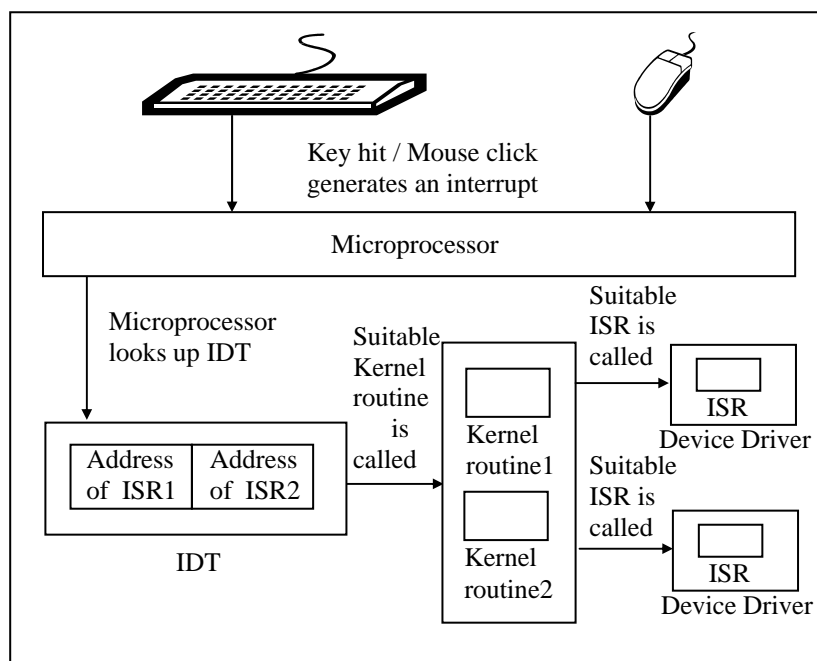 Key hit / Mouse click
generates an interrupt
Microprocessor
Microprocessor
looks up IDT
Address
of ISR1
Address
of ISR2
IDT
Suitable
Kernel
routine
is
called
Kernel
routine1
Kernel
routine2
Suitable
ISR is
called
ISR
Device Driver
Suitable
ISR is
called
ISR
Device Driver